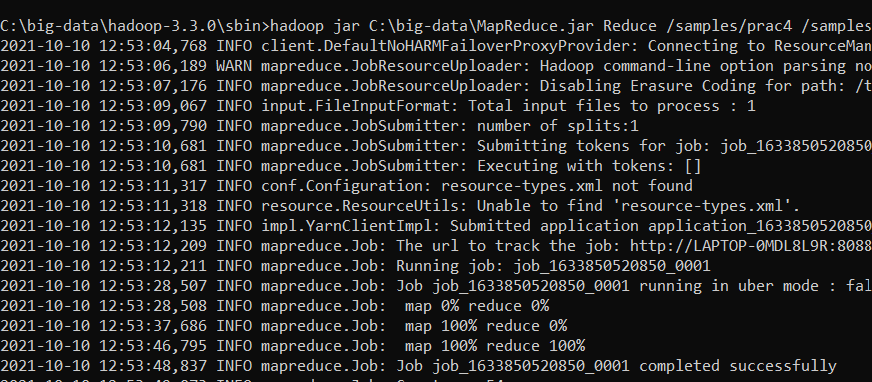 C:\big-data\hadoop-3.3.0\sbin>hadoop jar C:\big-data\MapReduce.jar Reduce /samples/prac4 /samples
2021-10-10 12:53:04,768 INFO client.DefaultNoHARMFailoverProxyProvider: Connecting to ResourceMan
2021-10-10 12:53:06,189 WARN mapreduce.JobResourceUploader: Hadoop command-line option parsing no
2021-10-10 12:53:07,176 INFO mapreduce.JobResourceUploader: Disabling Erasure Coding for path: /t
2021-10-10 12:53:09,067 INFO input.FileInputFormat: Total input files to process : 1
2021-10-10 12:53:09,790 INFO mapreduce.JobSubmitter: number of splits:1
2021-10-10 12:53:10,681 INFO mapreduce.JobSubmitter: Submitting tokens for job: job_1633850520850
2021-10-10 12:53:10,681 INFO mapreduce.JobSubmitter: Executing with tokens: []
2021-10-10 12:53:11,317 INFO conf.Configuration: resource-types.xml not found
2021-10-10 12:53:11,318 INFO resource.ResourceUtils: Unable to find 'resource-types.xml'.
2021-10-10 12:53:12,135 INFO impl.YarnClientImpl: Submitted application application_1633850520850
2021-10-10 12:53:12,209 INFO mapreduce.Job: The url to track the job: http://LAPTOP-0MDL8L9R:8088
2021-10-10 12:53:12,211 INFO mapreduce.Job: Running job: job_1633850520850_0001
2021-10-10 12:53:28,507 INFO mapreduce.Job: Job job_1633850520850_0001 running in uber mode : fal
2021-10-10 12:53:28,508 INFO mapreduce.Job:  map 0% reduce 0%
2021-10-10 12:53:37,686 INFO mapreduce.Job:  map 100% reduce 0%
2021-10-10 12:53:46,795 INFO mapreduce.Job:  map 100% reduce 100%
2021-10-10 12:53:48,837 INFO mapreduce.Job: Job job_1633850520850_0001 completed successfully